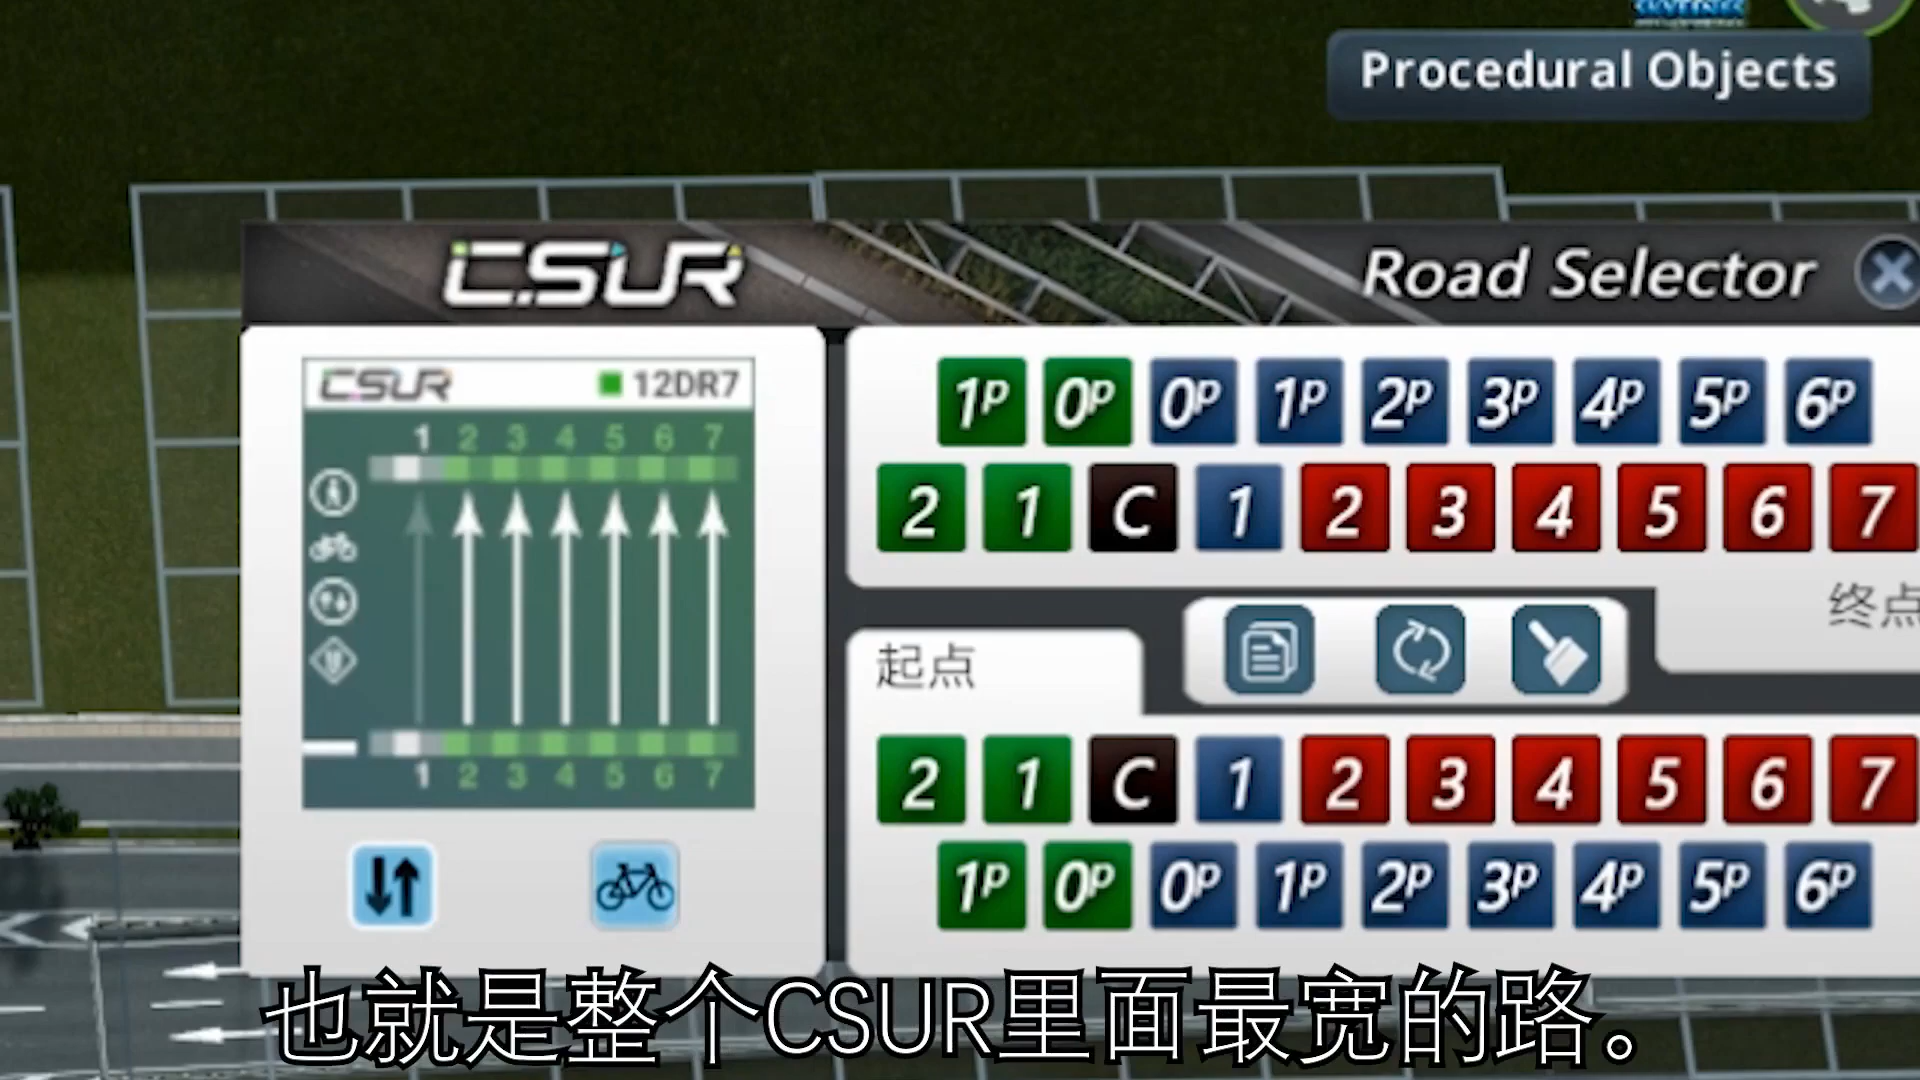 SKYLINES
Procedural Objects
CSUR
Road Selector
CSUR 12DR7
1 2 3 4 5 6 7
1 2 3 4 5 6 7
1P 0P 0P 1P 2P 3P 4P 5P 6P
2 1 C 1 2 3 4 5 6 7
终点
起点
2 1 C 1 2 3 4 5 6 7
1P 0P 0P 1P 2P 3P 4P 5P 6P
也就是整个CSUR里面最宽的路。